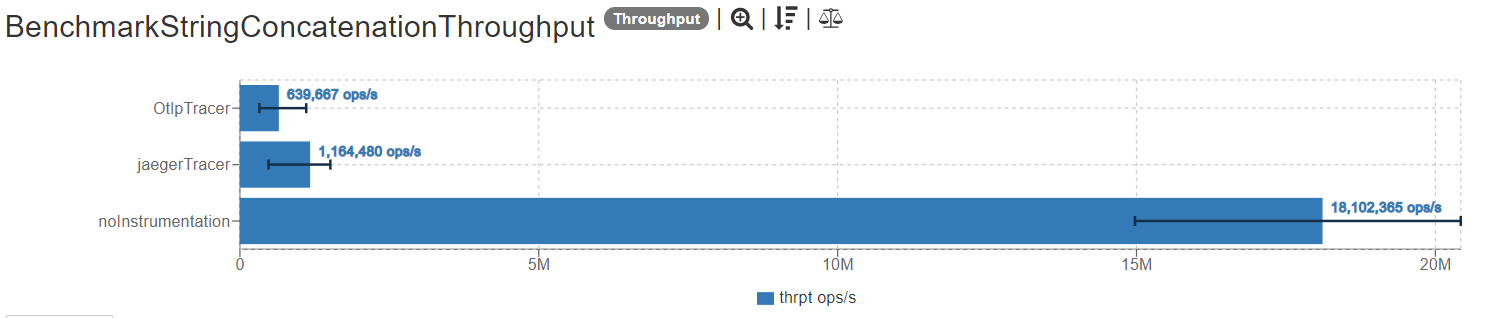 BenchmarkStringConcatenationThroughput Throughput | | |
OtlpTracer 639,667 ops/s
jaegerTracer 1,164,480 ops/s
noInstrumentation 18,102,365 ops/s
0 5M 10M 15M 20M
thrpt ops/s